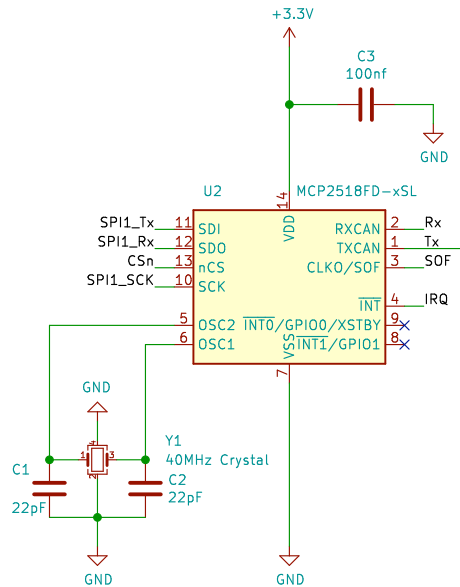 +3.3V
C3
100nf
GND
U2 MCP2518FD-xSL
14
VDD
SPI1_Tx 11 SDI RXCAN 2 Rx
SPI1_Rx 12 SDO TXCAN 1 Tx
CSn 13 nCS CLKO/SOF 3 SOF
SPI1_SCK 10 SCK
INT 4 IRQ
5 OSC2 INT0/GPIO0/XSTBY 9
6 OSC1 VSS INT1/GPIO1 8
7
GND
Y1
40MHz Crystal
4
1 3
2
C1
22pF
C2
22pF
GND
GND